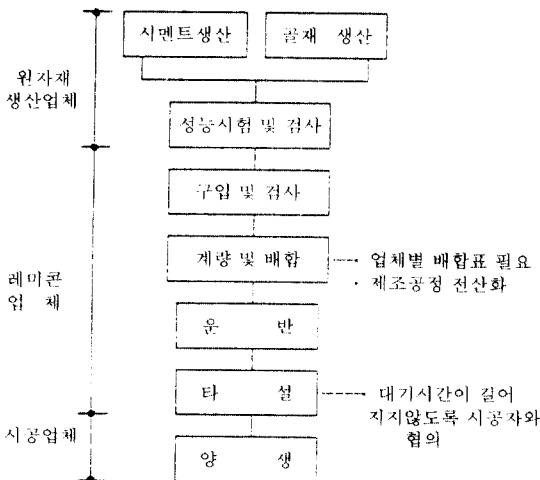 시멘트생산
골재 생산
원자재
생산업체
성능시험 및 검사
구입 및 검사
계량 및 배합
· 업체별 배합표 필요
· 제조공정 전산화
레미콘
업 체
운 반
타 설
· 대기시간이 길어
지지않도록 시공자와
협의
시공업체
양 생